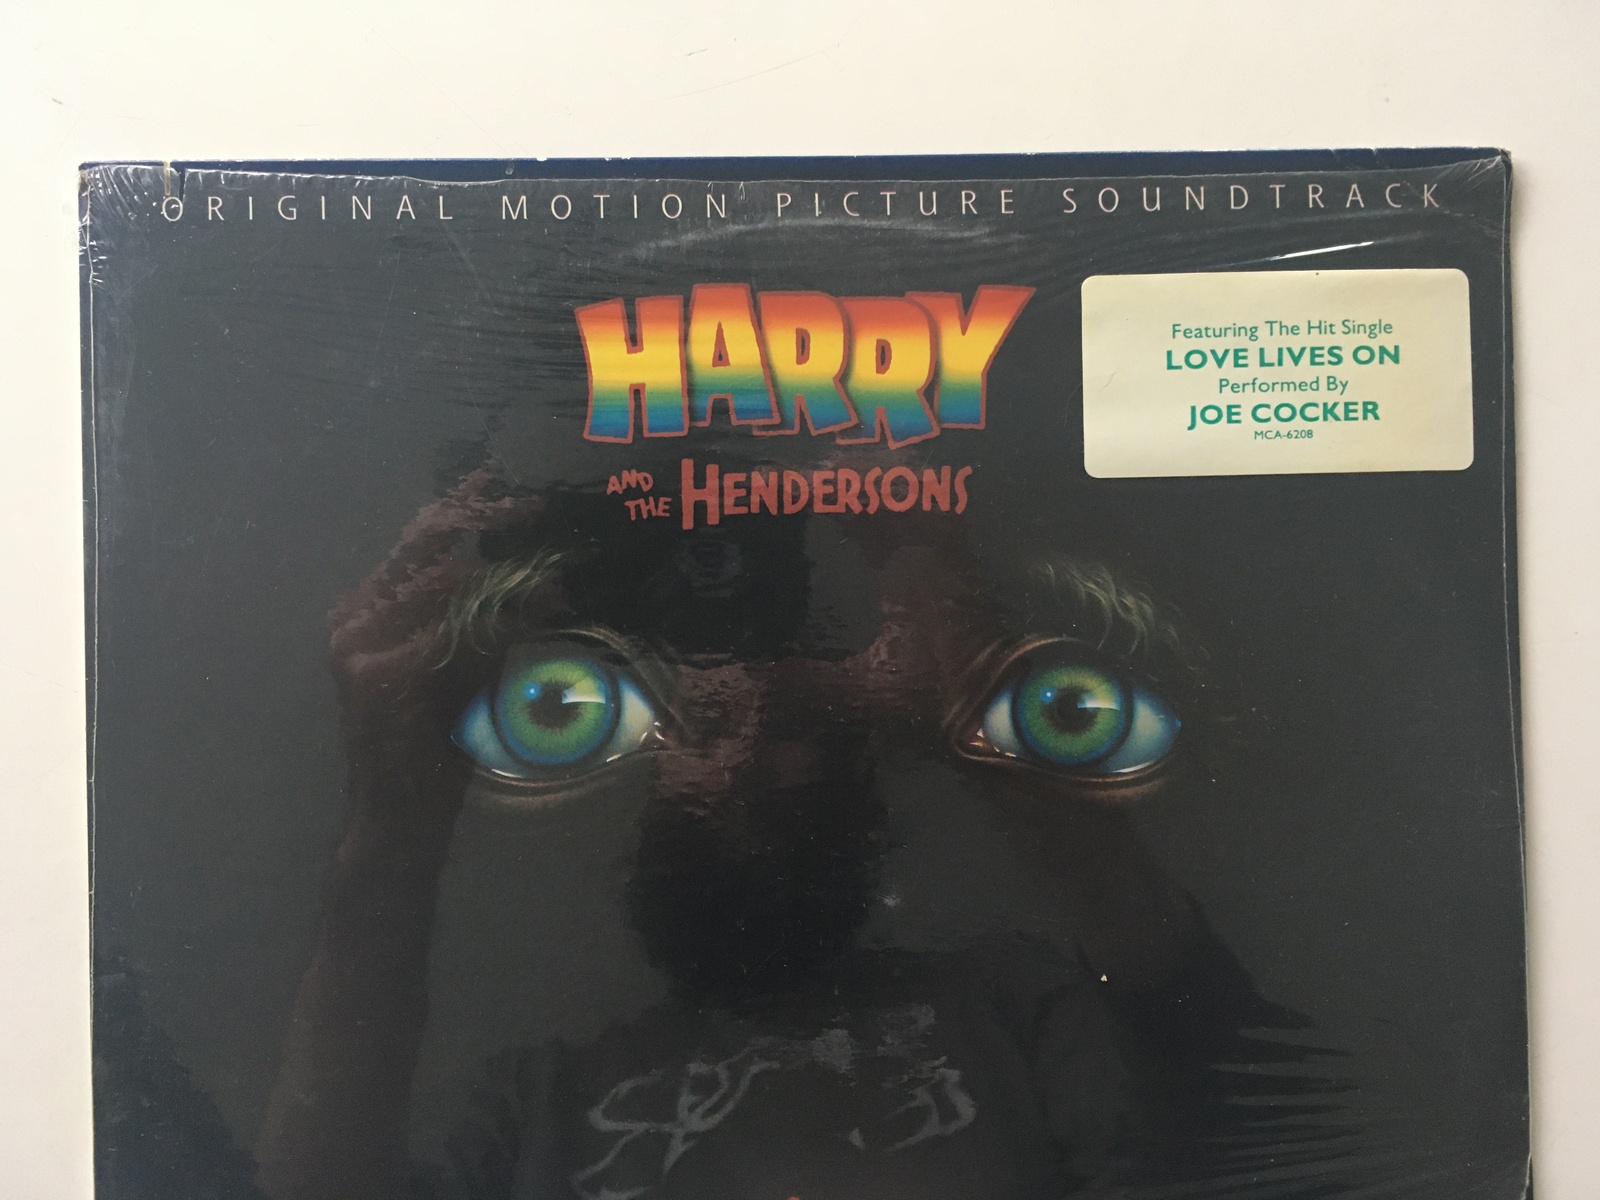 ORIGINAL MOTION PICTURE SOUNDTRACK
HARRY
AND THE HENDERSONS
Featuring The Hit Single
LOVE LIVES ON
Performed By
JOE COCKER
MCA-6208